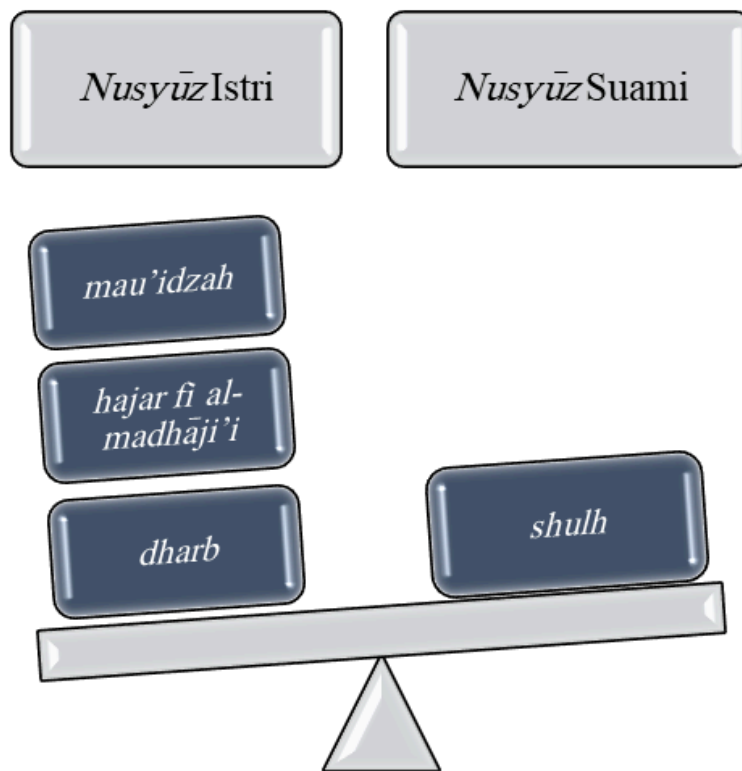 Nusyūz Istri
Nusyūz Suami
mau’idzah
hajar fi al-
madhāji’i
dharb
shulh